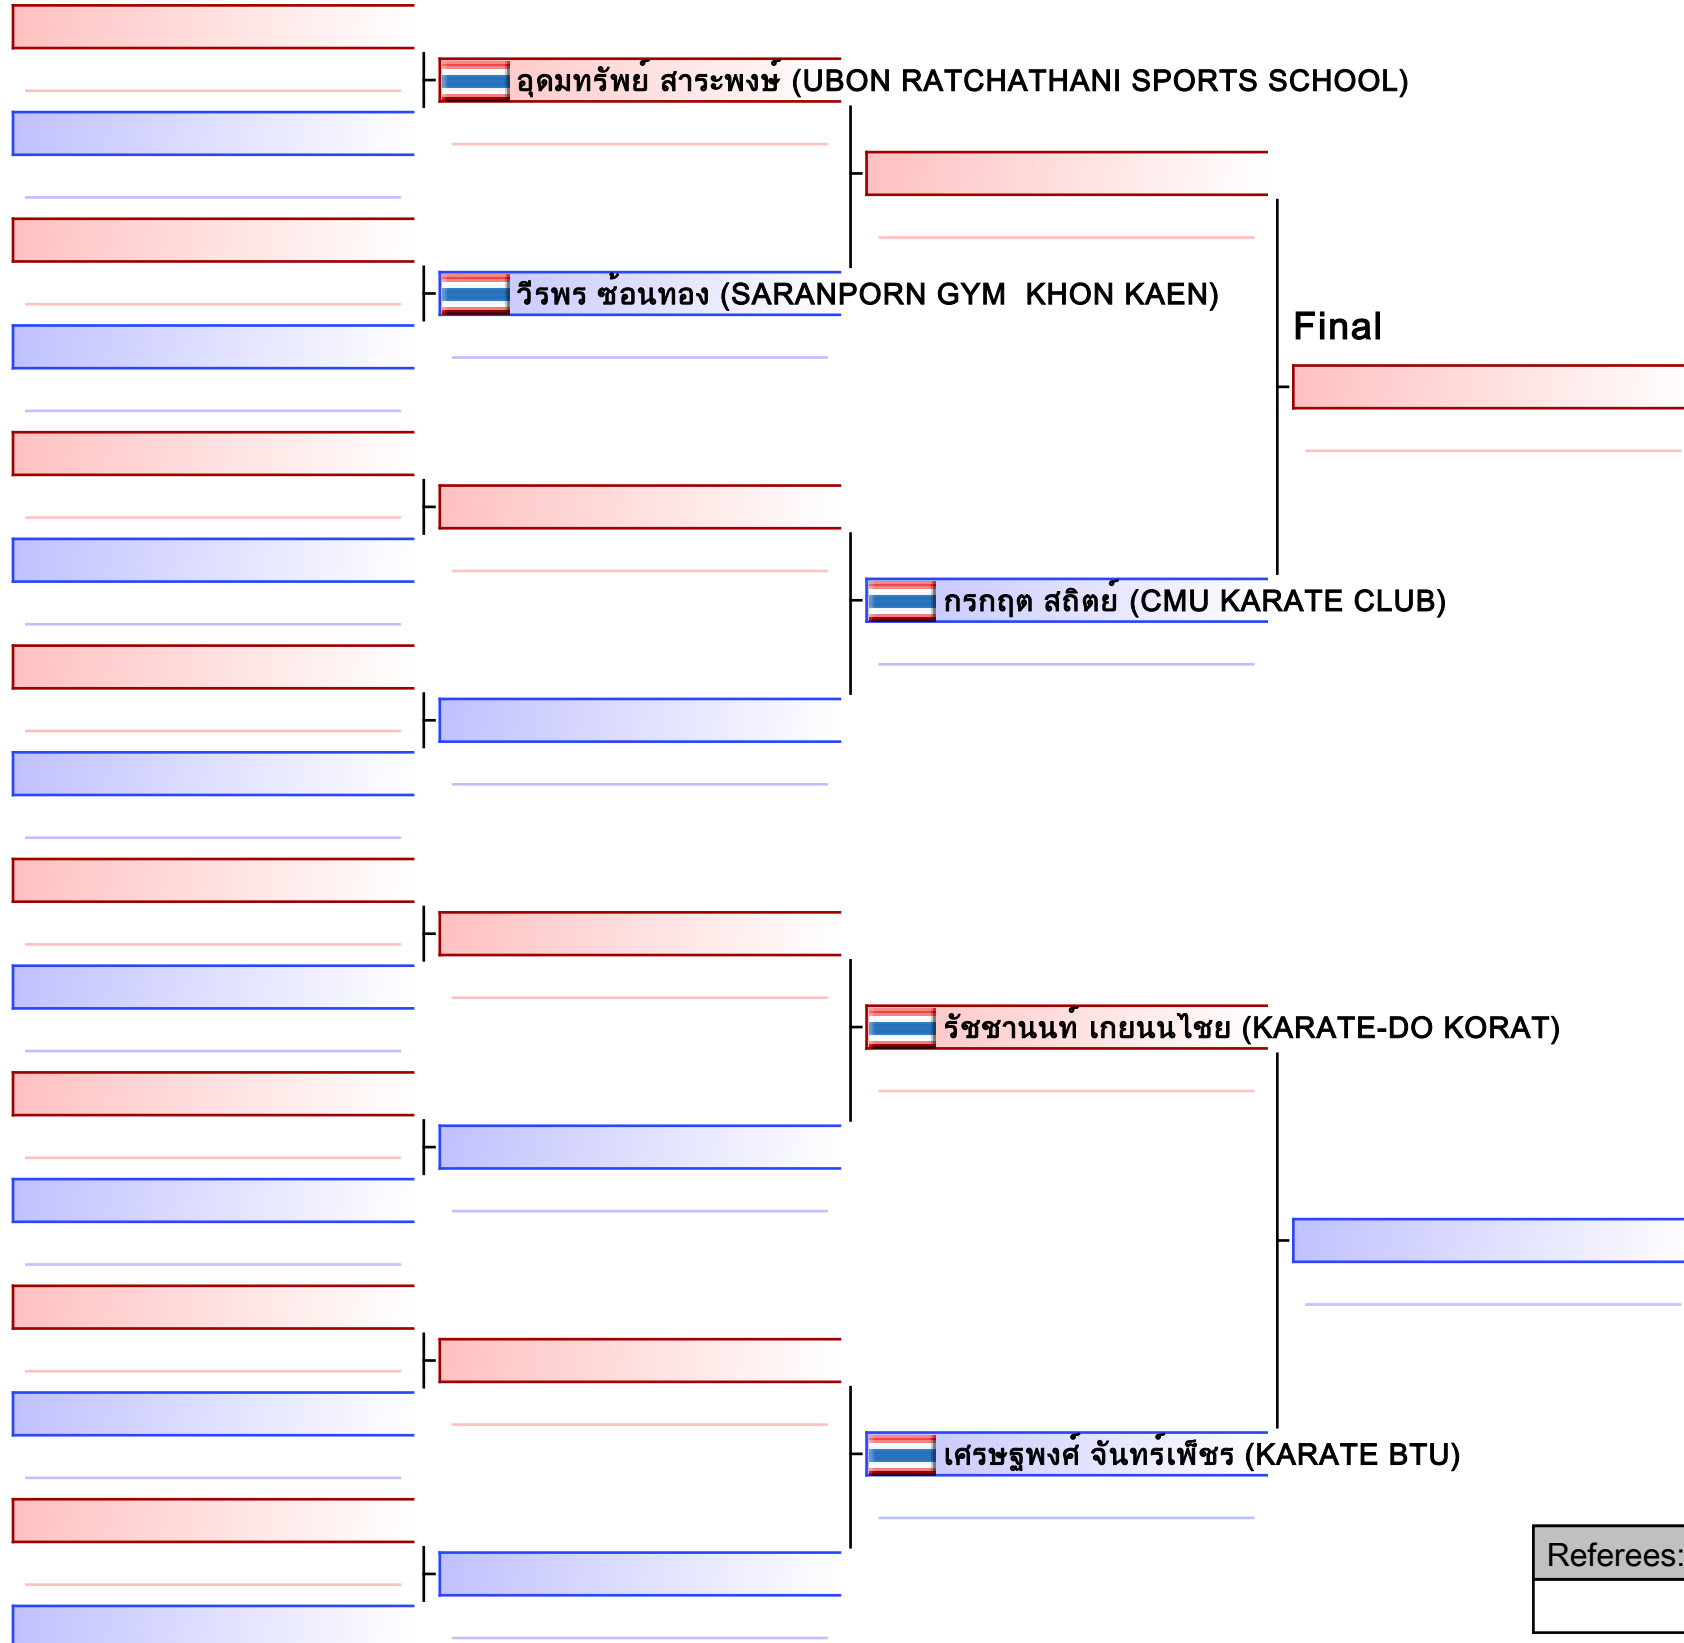 อุดมทรัพย์ สาระพงษ์ (UBON RATCHATHANI SPORTS SCHOOL)
วีรพร ซ้อนทอง (SARANPORN GYM  KHON KAEN)
Final
กรกฤต สถิตย์ (CMU KARATE CLUB)
รัชชานนท์ เกยนนไชย (KARATE-DO KORAT)
เศรษฐพงศ์ จันทร์เพ็ชร (KARATE BTU)
Referees: